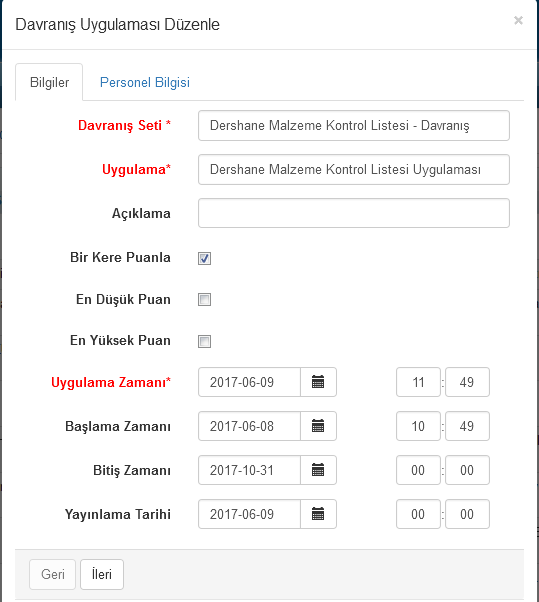 Davranış Uygulaması Düzenle ×
Bilgiler Personel Bilgisi
Davranış Seti * Dershane Malzeme Kontrol Listesi - Davranış
Uygulama* Dershane Malzeme Kontrol Listesi Uygulaması
Açıklama
Bir Kere Puanla
En Düşük Puan
En Yüksek Puan
Uygulama Zamanı* 2017-06-09 11 : 49
Başlama Zamanı 2017-06-08 10 : 49
Bitiş Zamanı 2017-10-31 00 : 00
Yayınlama Tarihi 2017-06-09 00 : 00
Geri İleri